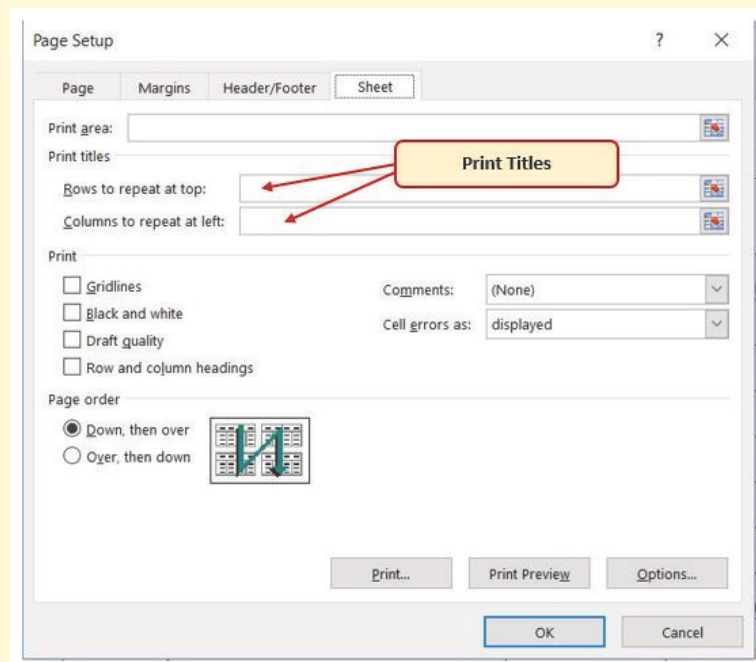 Page Setup ?
Page Margins Header/Footer Sheet
Print area:
Print titles
Print Titles
Rows to repeat at top:
Columns to repeat at left:
Print
Gridlines
Comments: (None)
Black and white
Cell errors as: displayed
Draft quality
Row and column headings
Page order
Down, then over
Over, then down
Print... Print Preview Options...
OK Cancel